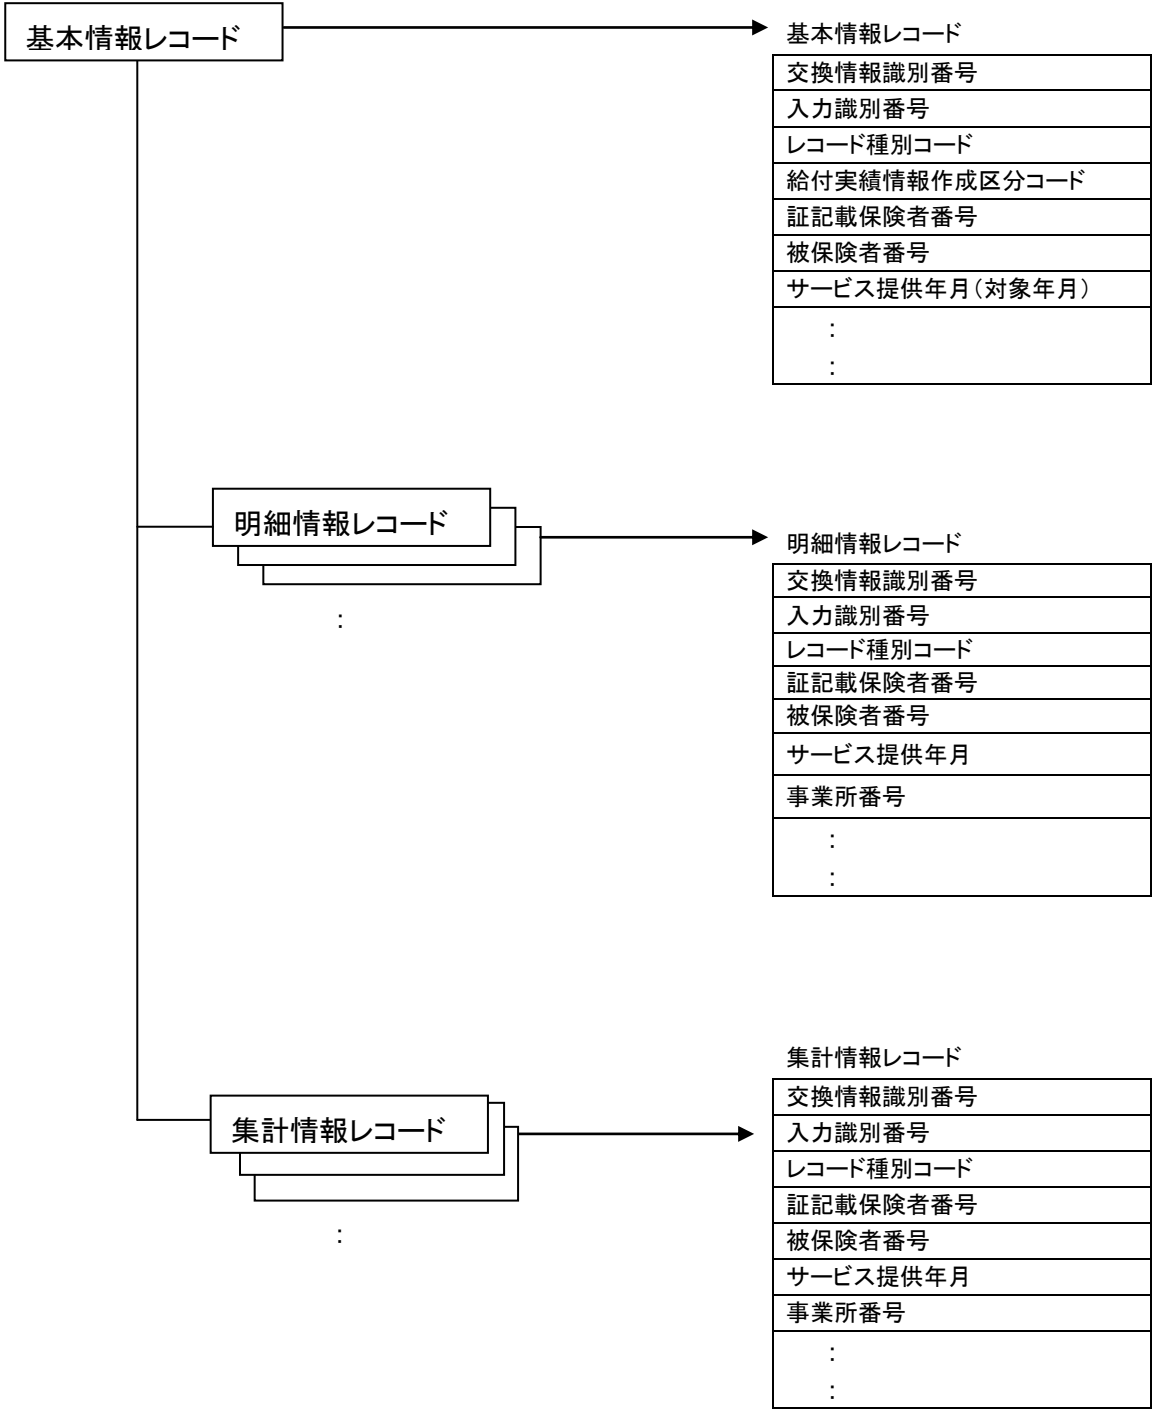 基本情報レコード
基本情報レコード
交換情報識別番号
入力識別番号
レコード種別コード
給付実績情報作成区分コード
証記載保険者番号
被保険者番号
サービス提供年月（対象年月）
：
：
明細情報レコード
：
明細情報レコード
交換情報識別番号
入力識別番号
レコード種別コード
証記載保険者番号
被保険者番号
サービス提供年月
事業所番号
：
：
集計情報レコード
：
集計情報レコード
交換情報識別番号
入力識別番号
レコード種別コード
証記載保険者番号
被保険者番号
サービス提供年月
事業所番号
：
：